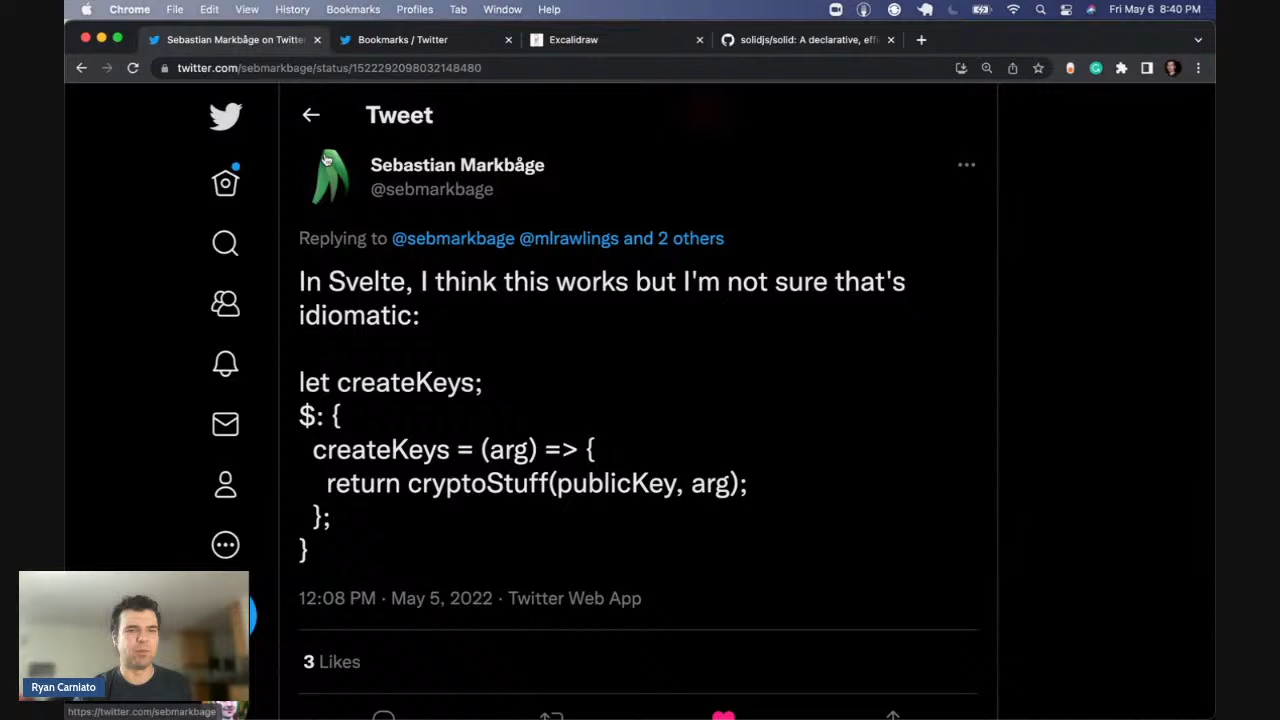 Chrome File Edit View History Bookmarks Profiles Tab Window Help Fri May 6 8:40 PM
Sebastian Markbåge on Twitte
Bookmarks / Twitter
Excalidraw
solidjs/solid: A declarative, effi
twitter.com/sebmarkbage/status/1522292098032148480
Tweet
Sebastian Markbåge
@sebmarkbage
Replying to @sebmarkbage @mlrawlings and 2 others
In Svelte, I think this works but I'm not sure that's
idiomatic:
let createKeys;
$: {
createKeys = (arg) => {
return cryptoStuff(publicKey, arg);
};
}
12:08 PM · May 5, 2022 · Twitter Web App
3 Likes
Ryan Carniato
https://twitter.com/sebmarkbage